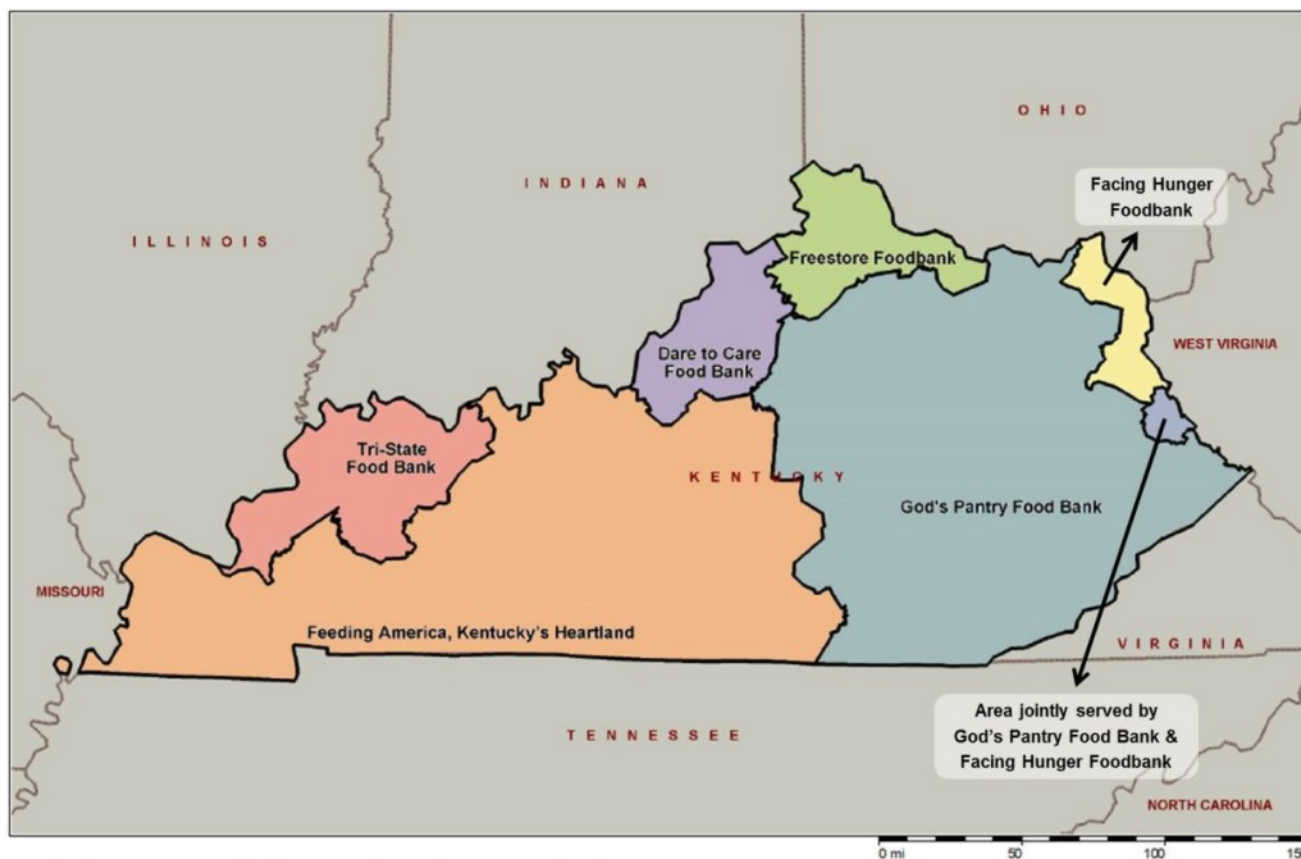 OHIO
Facing Hunger
Foodbank
INDIANA
ILLINOIS
Freestore Foodbank
WEST VIRGINIA
Dare to Care
Food Bank
Tri-State
Food Bank
KENTUCKY
God's Pantry Food Bank
MISSOURI
Feeding America, Kentucky's Heartland
VIRGINIA
Area jointly served by
God's Pantry Food Bank &
Facing Hunger Foodbank
TENNESSEE
NORTH CAROLINA
0 mi 50 100